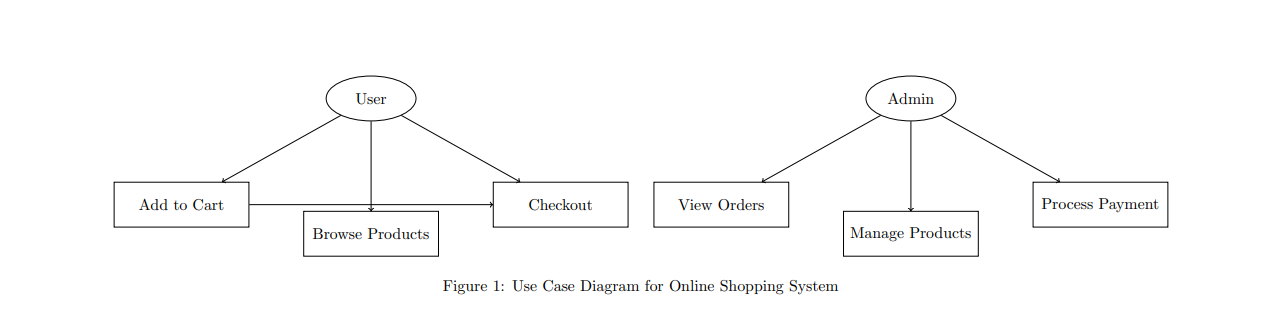 User
Admin
Add to Cart
Checkout
View Orders
Process Payment
Browse Products
Manage Products
Figure 1: Use Case Diagram for Online Shopping System